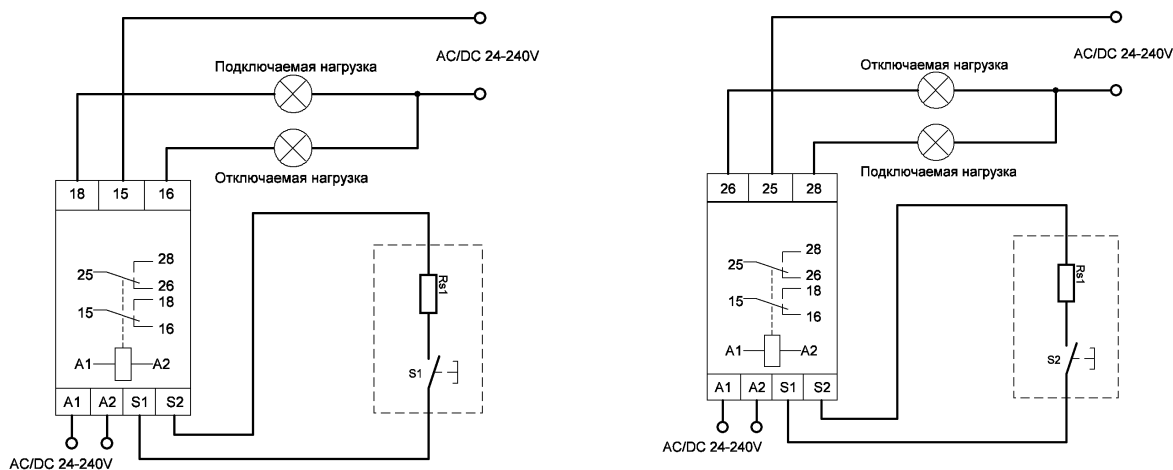 AC/DC 24-240V
Подключаемая нагрузка
Отключаемая нагрузка
18 15 16
28
25
26
18
15
16
A1 A2
Rs1
S1
A1 A2 S1 S2
AC/DC 24-240V
AC/DC 24-240V
Отключаемая нагрузка
Подключаемая нагрузка
26 25 28
28
25
26
18
15
16
A1 A2
Rs1
S2
A1 A2 S1 S2
AC/DC 24-240V